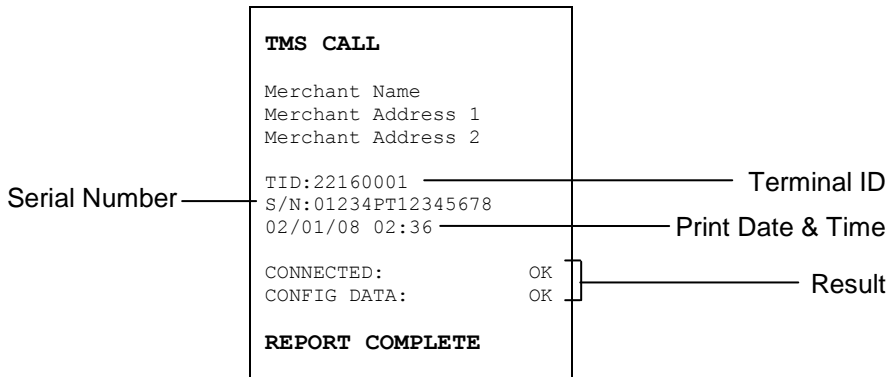 TMS CALL
Merchant Name
Merchant Address 1
Merchant Address 2
TID:22160001
Terminal ID
Serial Number
S/N:01234PT12345678
02/01/08 02:36
Print Date & Time
CONNECTED: OK
CONFIG DATA: OK
Result
REPORT COMPLETE